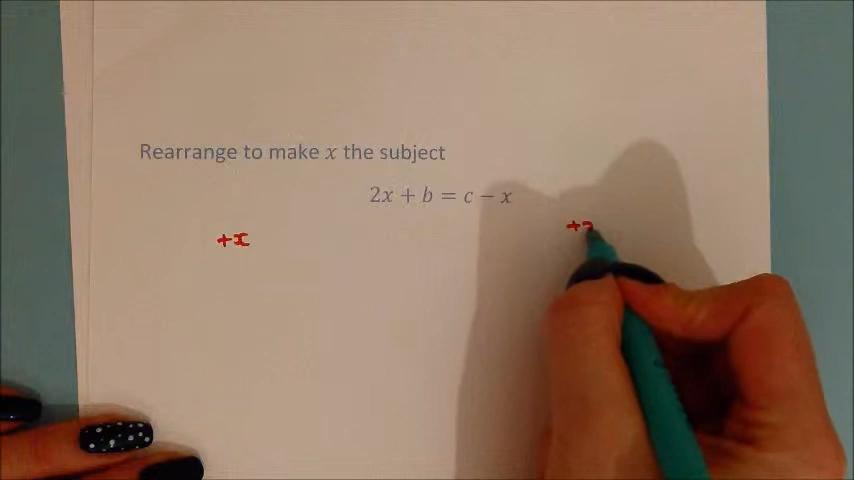 Rearrange to make x the subject
2x + b = c − x
+x +